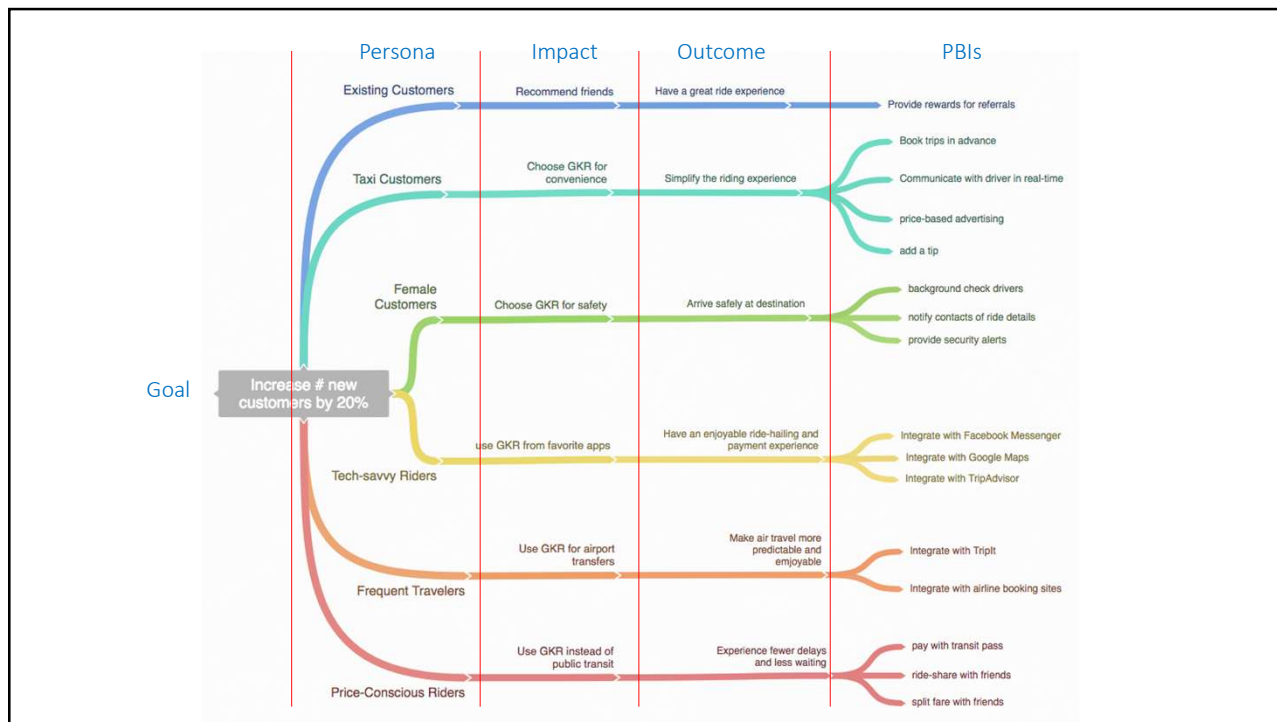 Persona
Impact
Outcome
PBIs
Existing Customers
Recommend friends
Have a great ride experience
Provide rewards for referrals
Taxi Customers
Choose GKR for
convenience
Simplify the riding experience
Book trips in advance
Communicate with driver in real-time
price-based advertising
add a tip
Female
Customers
Choose GKR for safety
Arrive safely at destination
background check drivers
notify contacts of ride details
provide security alerts
Goal
Increase # new
customers by 20%
Tech-savvy Riders
use GKR from favorite apps
Have an enjoyable ride-hailing and
payment experience
Integrate with Facebook Messenger
Integrate with Google Maps
Integrate with TripAdvisor
Frequent Travelers
Use GKR for airport
transfers
Make air travel more
predictable and
enjoyable
Integrate with TripIt
Integrate with airline booking sites
Price-Conscious Riders
Use GKR instead of
public transit
Experience fewer delays
and less waiting
pay with transit pass
ride-share with friends
split fare with friends